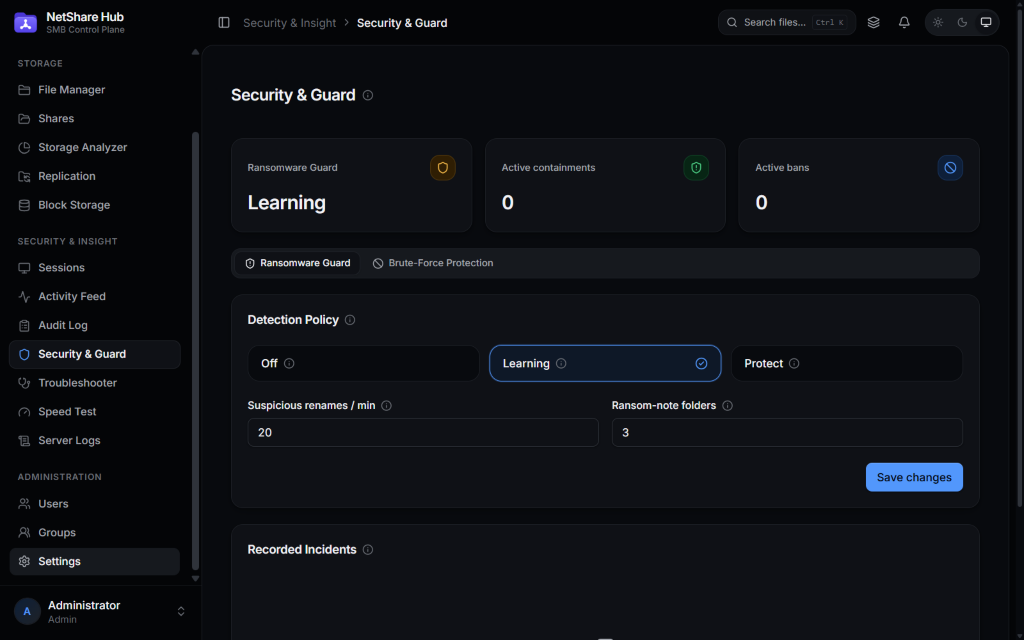 NetShare Hub
SMB Control Plane
Security & Insight > Security & Guard
Search files... Ctrl K
STORAGE
File Manager
Shares
Storage Analyzer
Replication
Block Storage
SECURITY & INSIGHT
Sessions
Activity Feed
Audit Log
Security & Guard
Troubleshooter
Speed Test
Server Logs
ADMINISTRATION
Users
Groups
Settings
A
Administrator
Admin
Security & Guard
Ransomware Guard
Learning
Active containments
0
Active bans
0
Ransomware Guard
Brute-Force Protection
Detection Policy
Off
Learning
Protect
Suspicious renames / min
20
Ransom-note folders
3
Save changes
Recorded Incidents